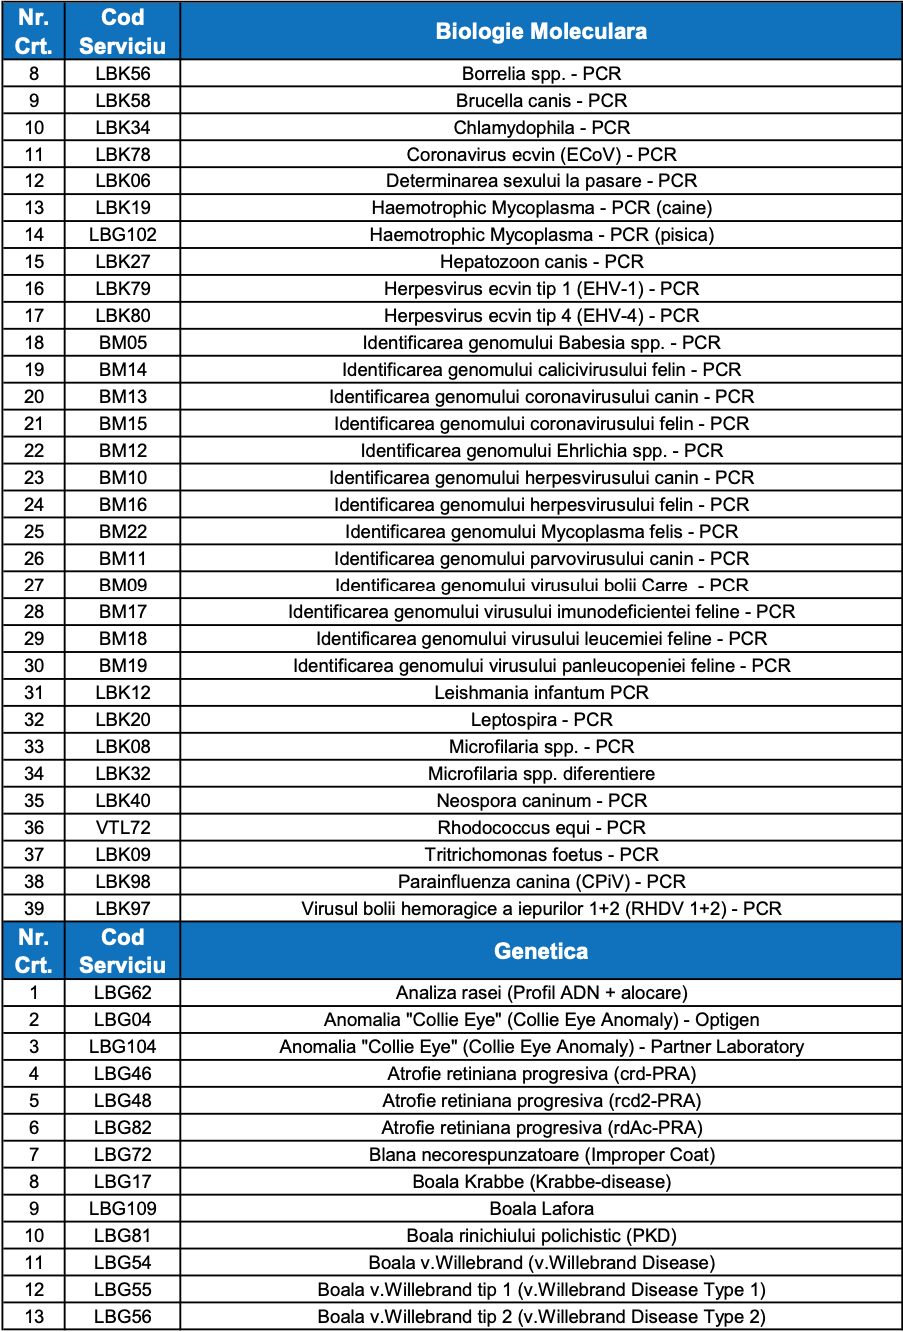 Nr. Crt. Cod Serviciu Biologie Moleculara
8 LBK56 Borrelia spp. - PCR
9 LBK58 Brucella canis - PCR
10 LBK34 Chlamydophila - PCR
11 LBK78 Coronavirus ecvin (ECoV) - PCR
12 LBK06 Determinarea sexului la pasare - PCR
13 LBK19 Haemotrophic Mycoplasma - PCR (caine)
14 LBG102 Haemotrophic Mycoplasma - PCR (pisica)
15 LBK27 Hepatozoon canis - PCR
16 LBK79 Herpesvirus ecvin tip 1 (EHV-1) - PCR
17 LBK80 Herpesvirus ecvin tip 4 (EHV-4) - PCR
18 BM05 Identificarea genomului Babesia spp. - PCR
19 BM14 Identificarea genomului calicivirusului felin - PCR
20 BM13 Identificarea genomului coronavirusului canin - PCR
21 BM15 Identificarea genomului coronavirusului felin - PCR
22 BM12 Identificarea genomului Ehrlichia spp. - PCR
23 BM10 Identificarea genomului herpesvirusului canin - PCR
24 BM16 Identificarea genomului herpesvirusului felin - PCR
25 BM22 Identificarea genomului Mycoplasma felis - PCR
26 BM11 Identificarea genomului parvovirusului canin - PCR
27 BM09 Identificarea genomului virusului bolii Carre - PCR
28 BM17 Identificarea genomului virusului imunodeficientei feline - PCR
29 BM18 Identificarea genomului virusului leucemiei feline - PCR
30 BM19 Identificarea genomului virusului panleucopeniei feline - PCR
31 LBK12 Leishmania infantum PCR
32 LBK20 Leptospira - PCR
33 LBK08 Microfilaria spp. - PCR
34 LBK32 Microfilaria spp. diferentiere
35 LBK40 Neospora caninum - PCR
36 VTL72 Rhodococcus equi - PCR
37 LBK09 Tritrichomonas foetus - PCR
38 LBK98 Parainfluenza canina (CPiV) - PCR
39 LBK97 Virusul bolii hemoragice a iepurilor 1+2 (RHDV 1+2) - PCR
Nr. Crt. Cod Serviciu Genetica
1 LBG62 Analiza rasei (Profil ADN + alocare)
2 LBG04 Anomalia "Collie Eye" (Collie Eye Anomaly) - Optigen
3 LBG104 Anomalia "Collie Eye" (Collie Eye Anomaly) - Partner Laboratory
4 LBG46 Atrofie retiniana progresiva (crd-PRA)
5 LBG48 Atrofie retiniana progresiva (rcd2-PRA)
6 LBG82 Atrofie retiniana progresiva (rdAc-PRA)
7 LBG72 Blana necorespunzatoare (Improper Coat)
8 LBG17 Boala Krabbe (Krabbe-disease)
9 LBG109 Boala Lafora
10 LBG81 Boala rinichiului polichistic (PKD)
11 LBG54 Boala v.Willebrand (v.Willebrand Disease)
12 LBG55 Boala v.Willebrand tip 1 (v.Willebrand Disease Type 1)
13 LBG56 Boala v.Willebrand tip 2 (v.Willebrand Disease Type 2)